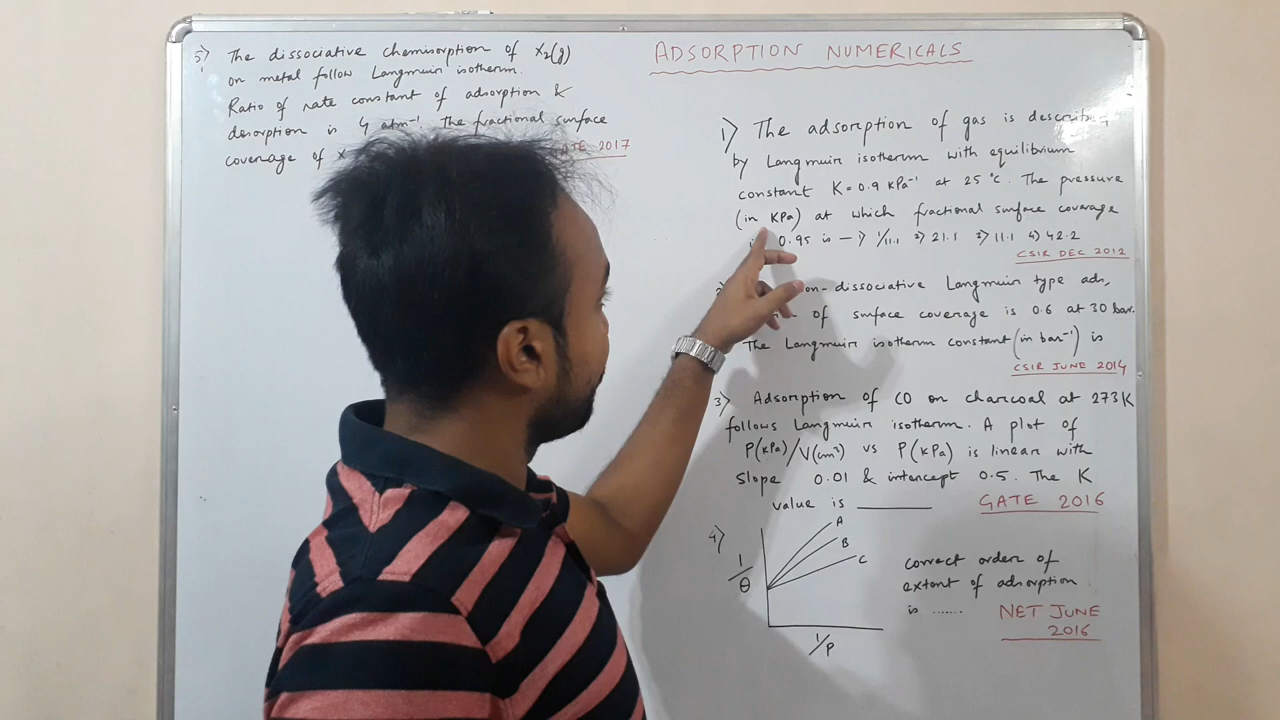 ADSORPTION NUMERICALS
5) The dissociative chemisorption of X2(g)
on metal follow Langmuir isotherm.
Ratio of rate constant of adsorption &
desorption is 4 atm⁻¹. The fractional surface
coverage of
GATE 2017
1) The adsorption of gas is
by Langmuir isotherm with equilibrium
constant K=0.9 KPa⁻¹ at 25 °C. The pressure
(in KPa) at which fractional surface coverage
0.95 is → 1) 1/11.1 2) 21.1 3) 11.1 4) 42.2
CSIR DEC 2012
non-dissociative Langmuir type ads,
of surface coverage is 0.6 at 30 bar.
The Langmuir isotherm constant (in bar⁻¹) is
CSIR JUNE 2014
3) Adsorption of CO on charcoal at 273K
follows Langmuir isotherm. A plot of
P(KPa)/V(cm³) vs P(KPa) is linear with
slope 0.01 & intercept 0.5. The K
value is ______ GATE 2016
4) 1/θ A B C 1/P
correct order of
extent of adsorption
is ....... NET JUNE
2016